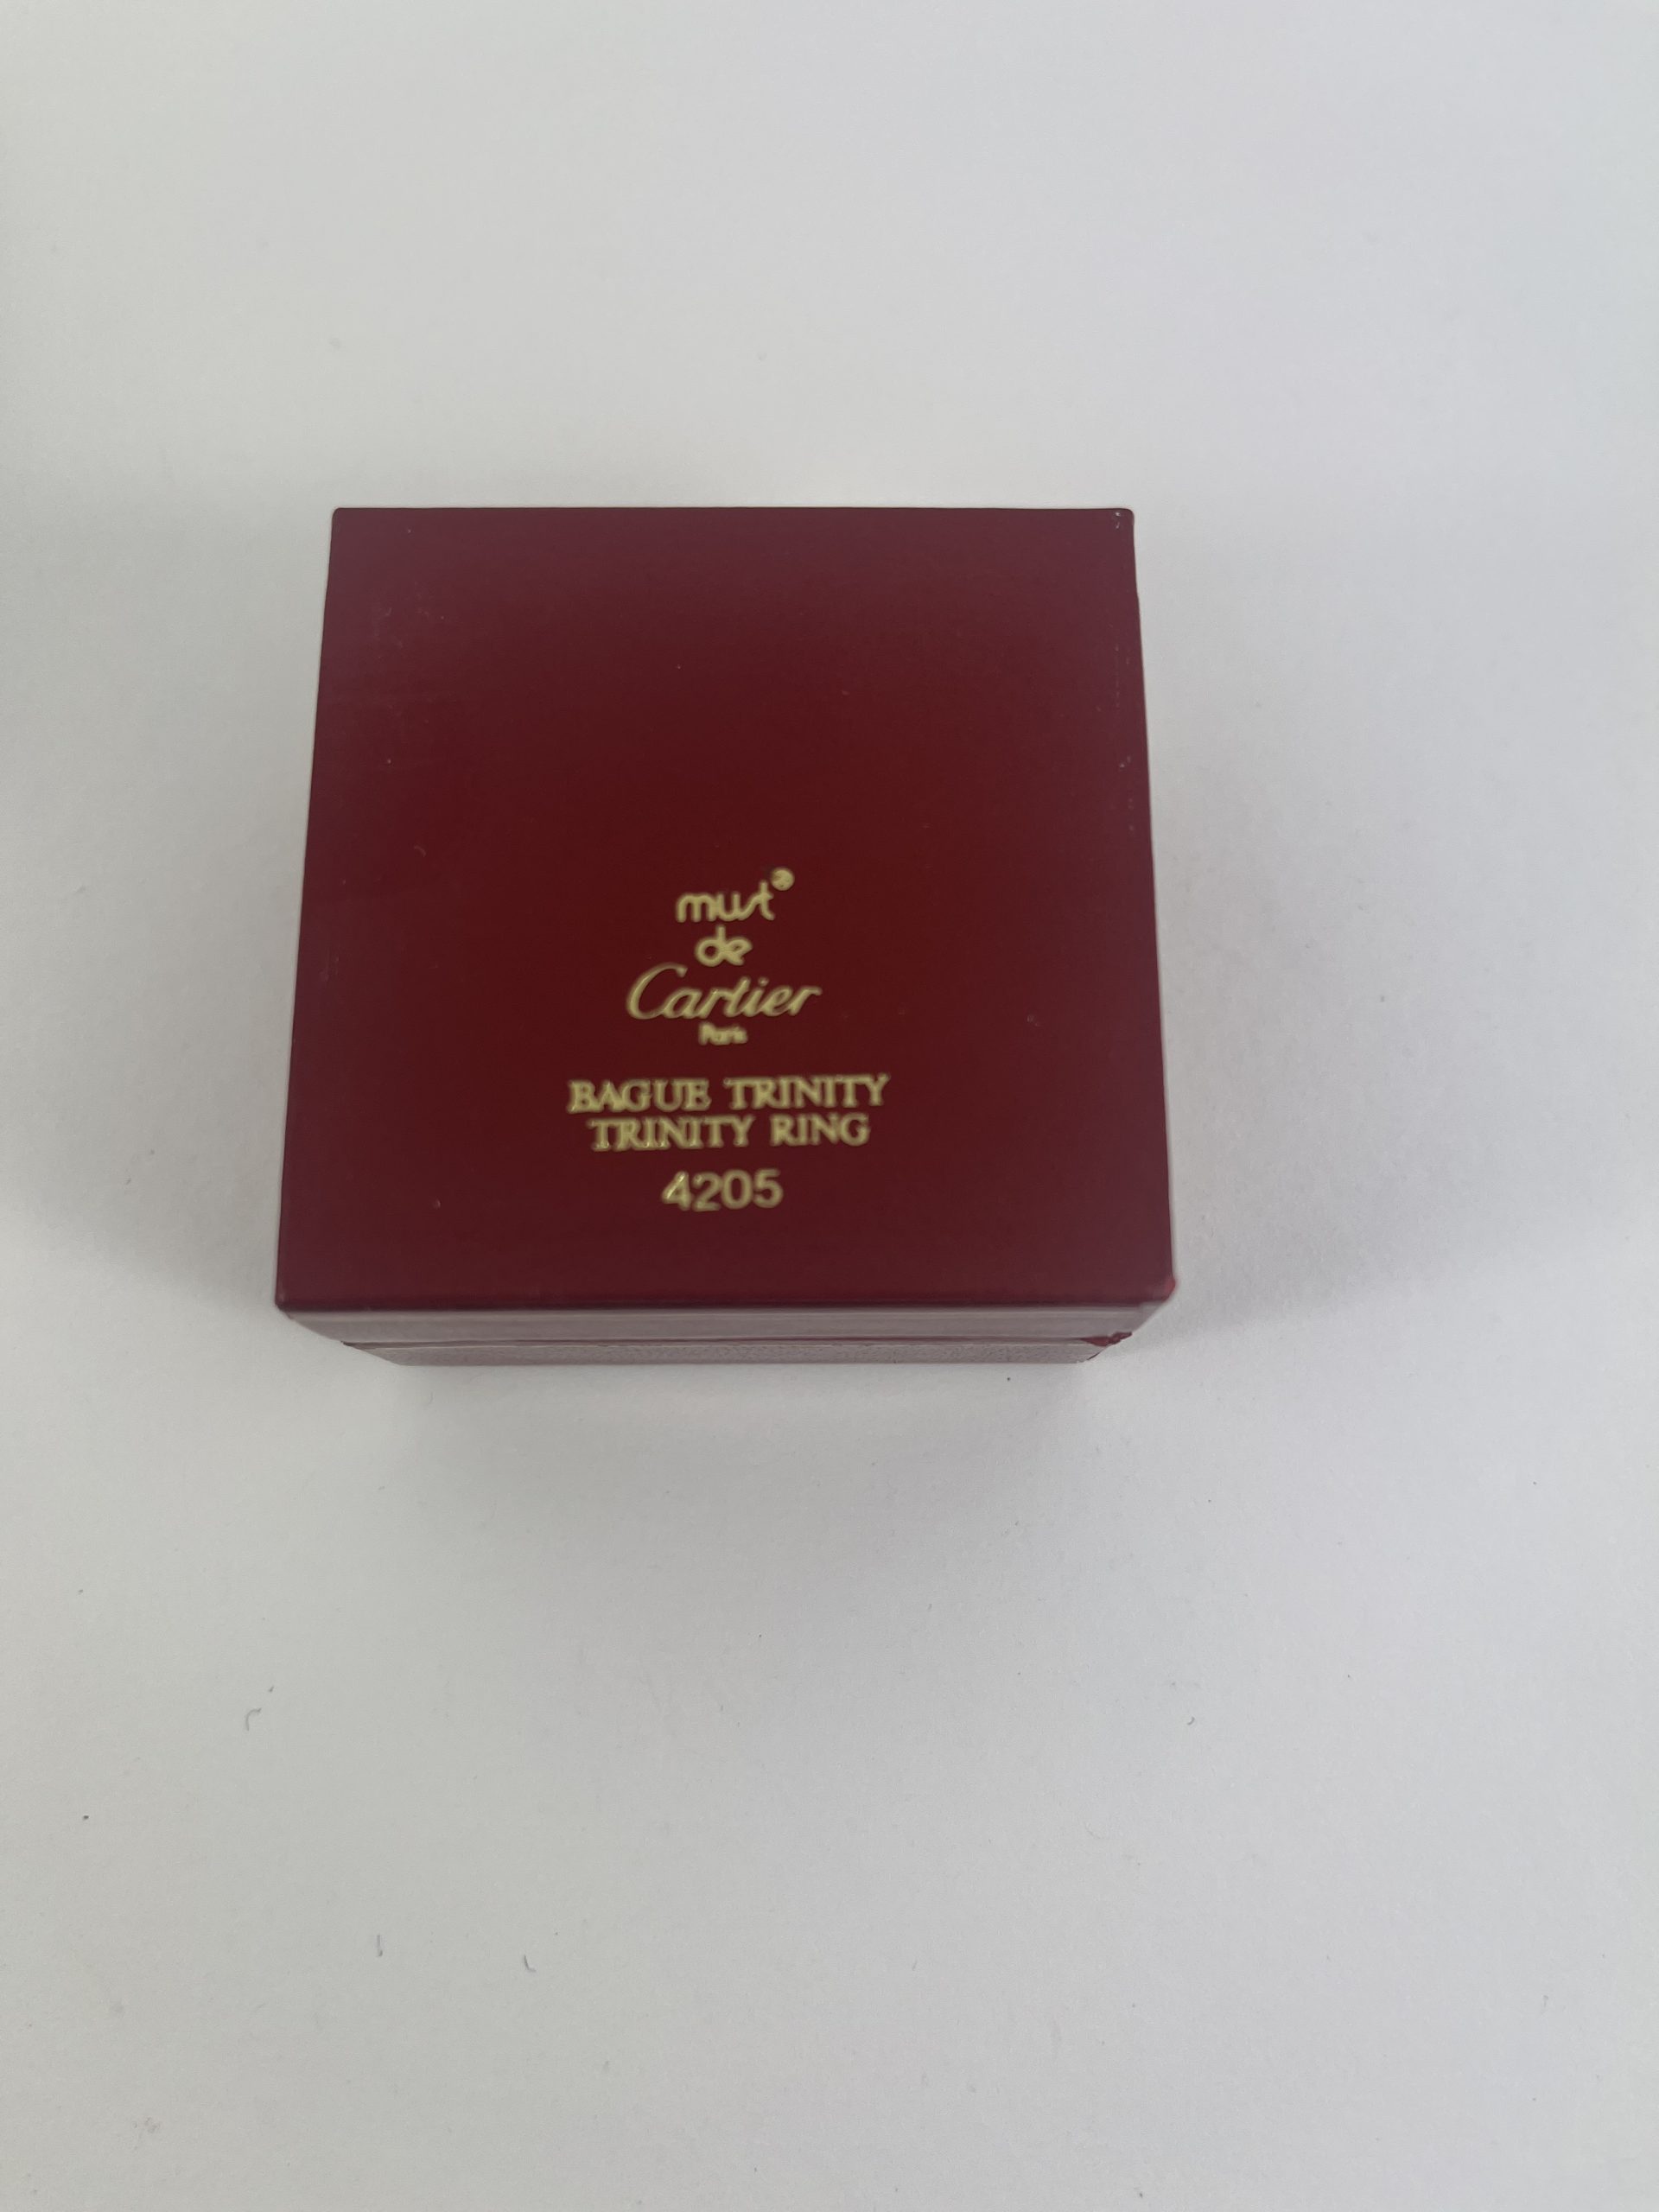 must
de
Cartier
Paris
BAGUE TRINITY
TRINITY RING
4205